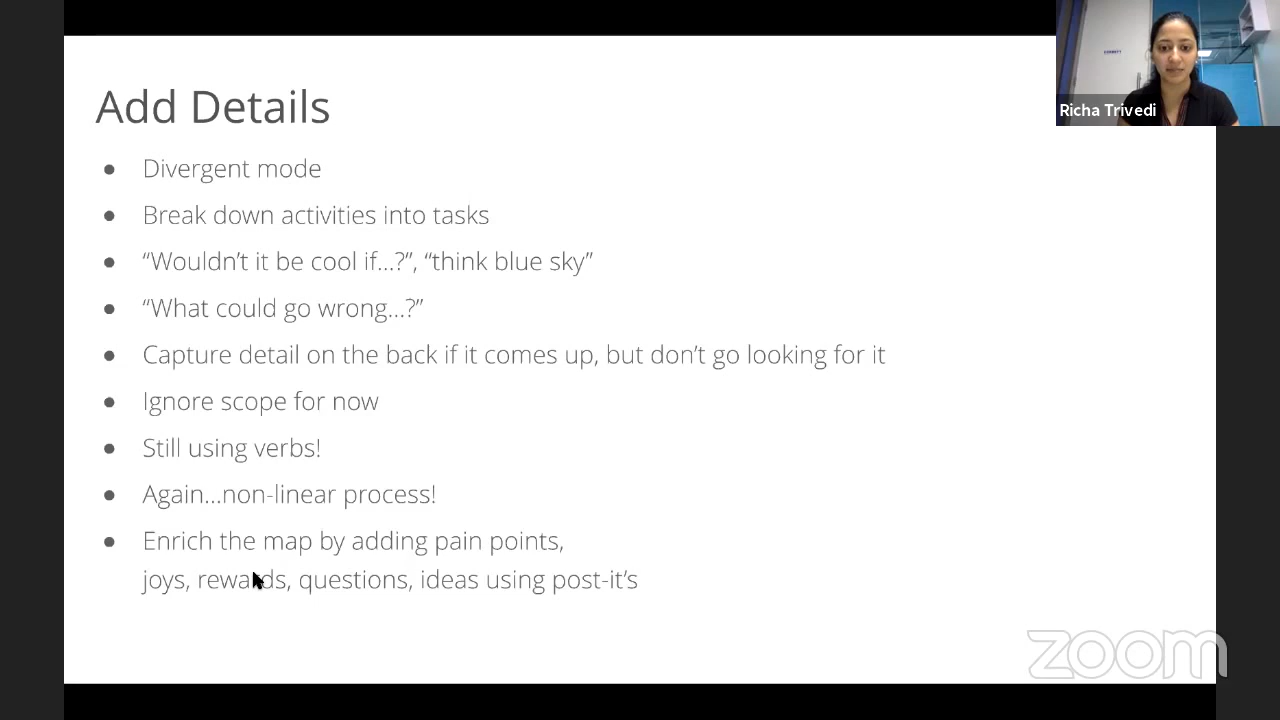 Add Details
● Divergent mode
● Break down activities into tasks
● “Wouldn’t it be cool if...?”, “think blue sky”
● “What could go wrong...?”
● Capture detail on the back if it comes up, but don’t go looking for it
● Ignore scope for now
● Still using verbs!
● Again...non-linear process!
● Enrich the map by adding pain points,
joys, rewards, questions, ideas using post-it’s
Richa Trivedi
zoom